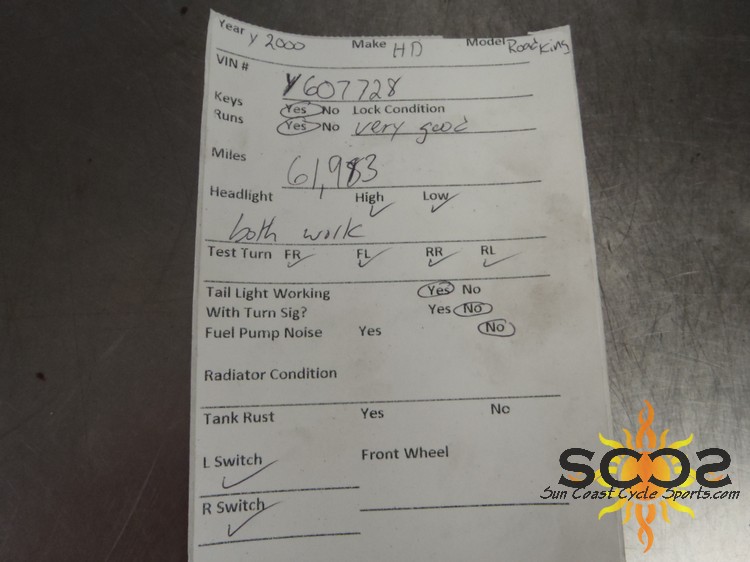 Year y 2000 Make HD Model Road King
VIN # Y607728
Keys Yes No Lock Condition
Runs Yes No very good
Miles 61,983
Headlight High Low
both work
Test Turn FR FL RR RL
Tail Light Working Yes No
With Turn Sig? Yes No
Fuel Pump Noise Yes No
Radiator Condition
Tank Rust Yes No
L Switch Front Wheel
R Switch
SCCS
Sun Coast Cycle Sports.com